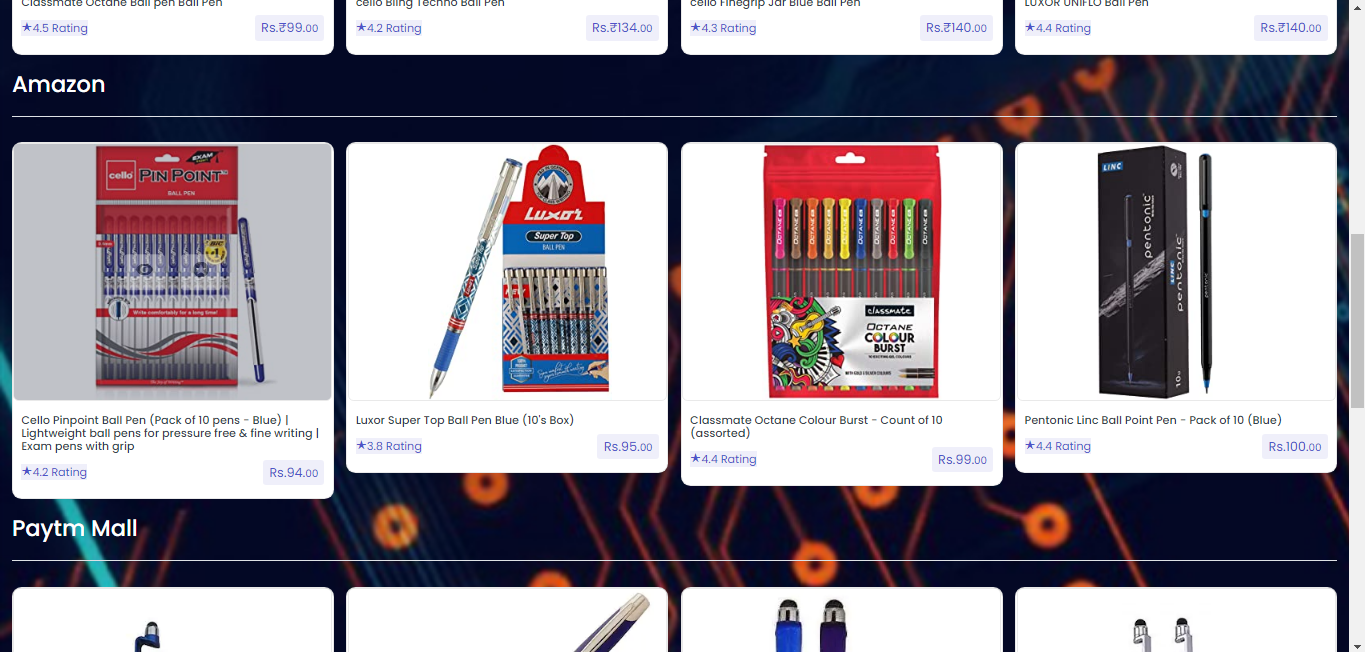 Classmate Octane Ball pen Ball Pen
★4.5 Rating
Rs.₹99.00
cello Bling Techno Ball Pen
★4.2 Rating
Rs.₹134.00
cello Finegrip Jar Blue Ball Pen
★4.3 Rating
Rs.₹140.00
LUXOR UNIFLO Ball Pen
★4.4 Rating
Rs.₹140.00
Amazon
EXAM
cello PIN POINT
BALL PEN
Write comfortably for a long time!
Luxor
Super Top
BALL PEN
OCTANE
classmate
OCTANE
COLOUR
BURST
LINC
pentonic
LINC pentonic
Cello Pinpoint Ball Pen (Pack of 10 pens - Blue) |
Lightweight ball pens for pressure free & fine writing |
Exam pens with grip
★4.2 Rating
Rs.94.00
Luxor Super Top Ball Pen Blue (10's Box)
★3.8 Rating
Rs.95.00
Classmate Octane Colour Burst - Count of 10
(assorted)
★4.4 Rating
Rs.99.00
Pentonic Linc Ball Point Pen - Pack of 10 (Blue)
★4.4 Rating
Rs.100.00
Paytm Mall